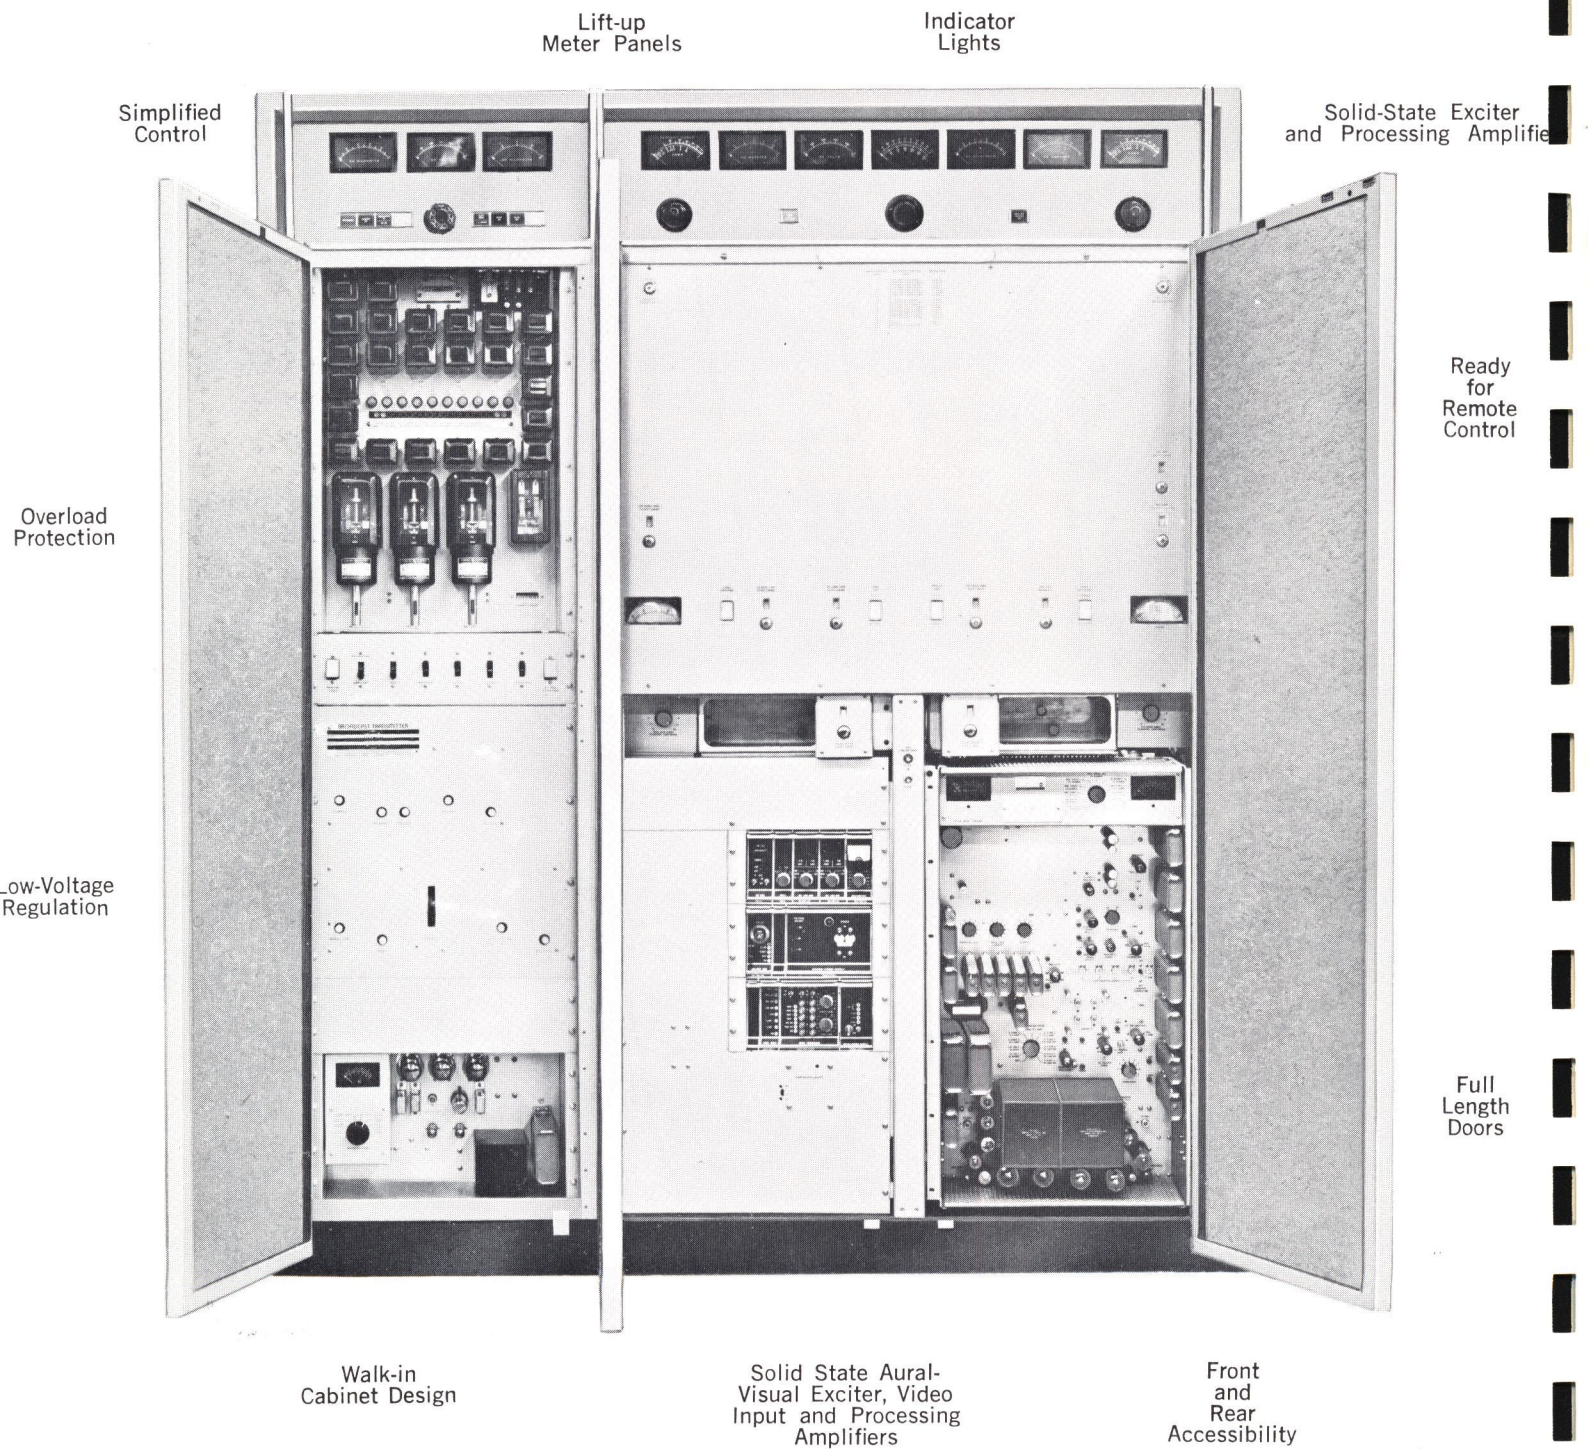 Lift-up
Meter Panels
Indicator
Lights
Simplified
Control
Solid-State Exciter
and Processing Amplifie
Ready
for
Remote
Control
Overload
Protection
BROADCAST TRANSMITTER
Low-Voltage
Regulation
Full
Length
Doors
Walk-in
Cabinet Design
Solid State Aural-
Visual Exciter, Video
Input and Processing
Amplifiers
Front
and
Rear
Accessibility